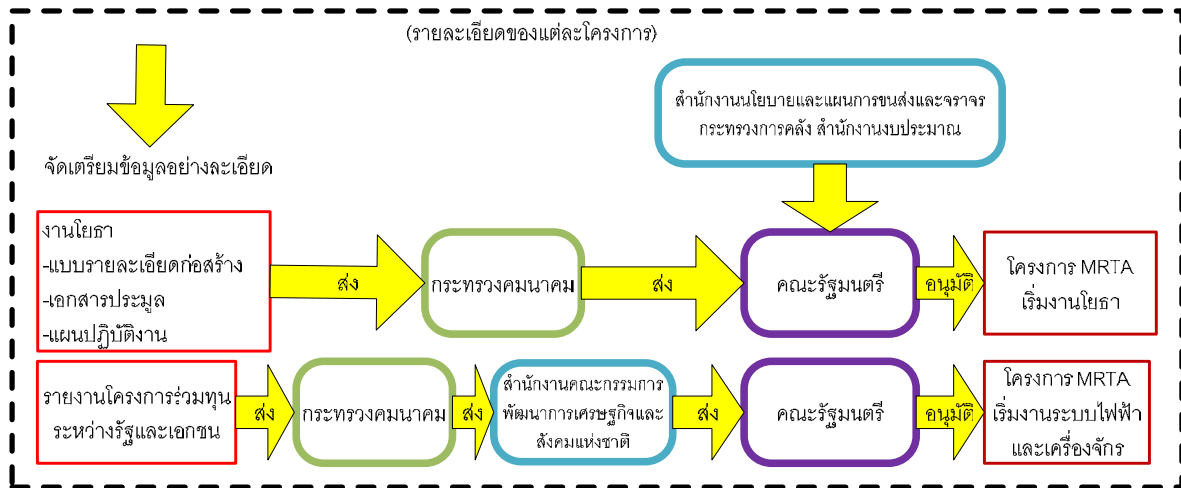 (รายละเอียดของแต่ละโครงการ)
สำนักงานนโยบายและแผนการขนส่งและจราจร
กระทรวงการคลัง สำนักงานงบประมาณ
จัดเตรียมข้อมูลอย่างละเอียด
งานโยธา
-แบบรายละเอียดก่อสร้าง
-เอกสารประมูล
-แผนปฏิบัติงาน
ส่ง
กระทรวงคมนาคม
ส่ง
คณะรัฐมนตรี
อนุมัติ
โครงการ MRTA
เริ่มงานโยธา
รายงานโครงการร่วมทุน
ระหว่างรัฐและเอกชน
ส่ง
กระทรวงคมนาคม
ส่ง
สำนักงานคณะกรรมการ
พัฒนาการเศรษฐกิจและ
สังคมแห่งชาติ
ส่ง
คณะรัฐมนตรี
อนุมัติ
โครงการ MRTA
เริ่มงานระบบไฟฟ้า
และเครื่องจักร